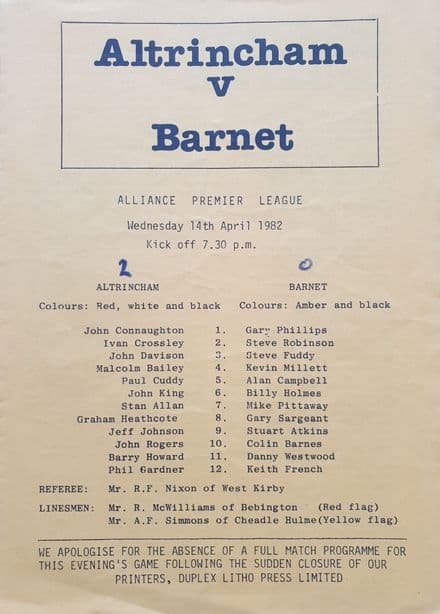 Altrincham
v
Barnet
ALLIANCE PREMIER LEAGUE
Wednesday 14th April 1982
Kick off 7.30 p.m.
2 0
ALTRINCHAM BARNET
Colours: Red, white and black Colours: Amber and black
John Connaughton 1. Gary Phillips
Ivan Crossley 2. Steve Robinson
John Davison 3. Steve Fuddy
Malcolm Bailey 4. Kevin Millett
Paul Cuddy 5. Alan Campbell
John King 6. Billy Holmes
Stan Allan 7. Mike Pittaway
Graham Heathcote 8. Gary Sargeant
Jeff Johnson 9. Stuart Atkins
John Rogers 10. Colin Barnes
Barry Howard 11. Danny Westwood
Phil Gardner 12. Keith French
REFEREE: Mr. R.F. Nixon of West Kirby
LINESMEN: Mr. R. McWilliams of Bebington (Red flag)
Mr. A.F. Simmons of Cheadle Hulme(Yellow flag)
WE APOLOGISE FOR THE ABSENCE OF A FULL MATCH PROGRAMME FOR
THIS EVENING'S GAME FOLLOWING THE SUDDEN CLOSURE OF OUR
PRINTERS, DUPLEX LITHO PRESS LIMITED